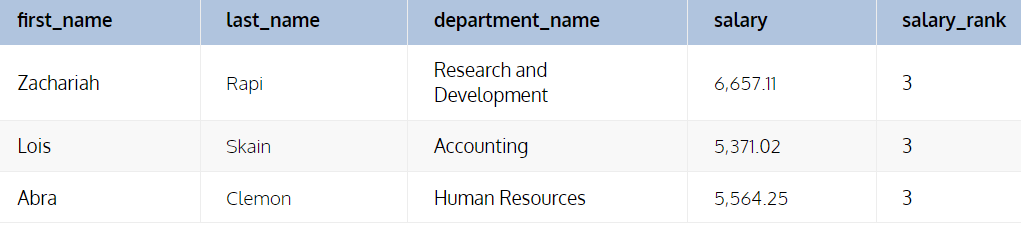 first_name last_name department_name salary salary_rank
Zachariah Rapi Research and Development 6,657.11 3
Lois Skain Accounting 5,371.02 3
Abra Clemon Human Resources 5,564.25 3